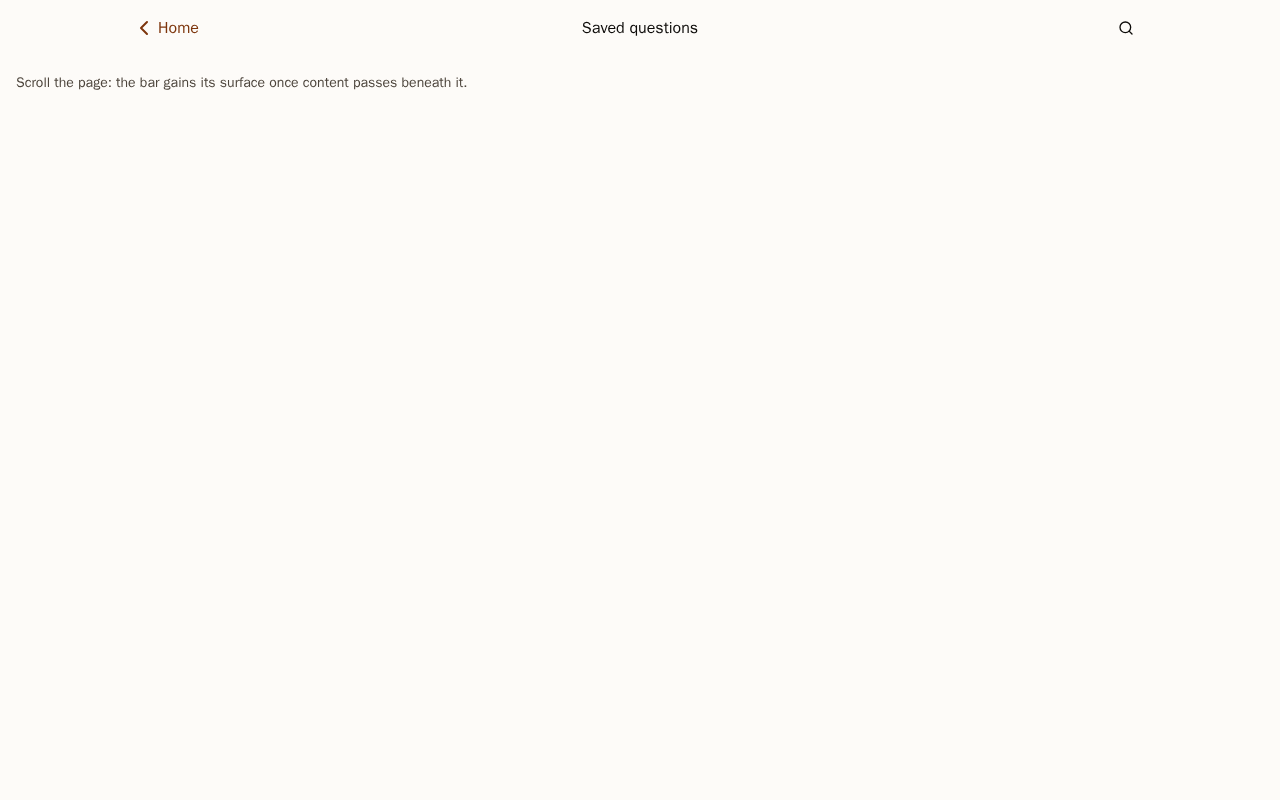 Home
Saved questions
Scroll the page: the bar gains its surface once content passes beneath it.